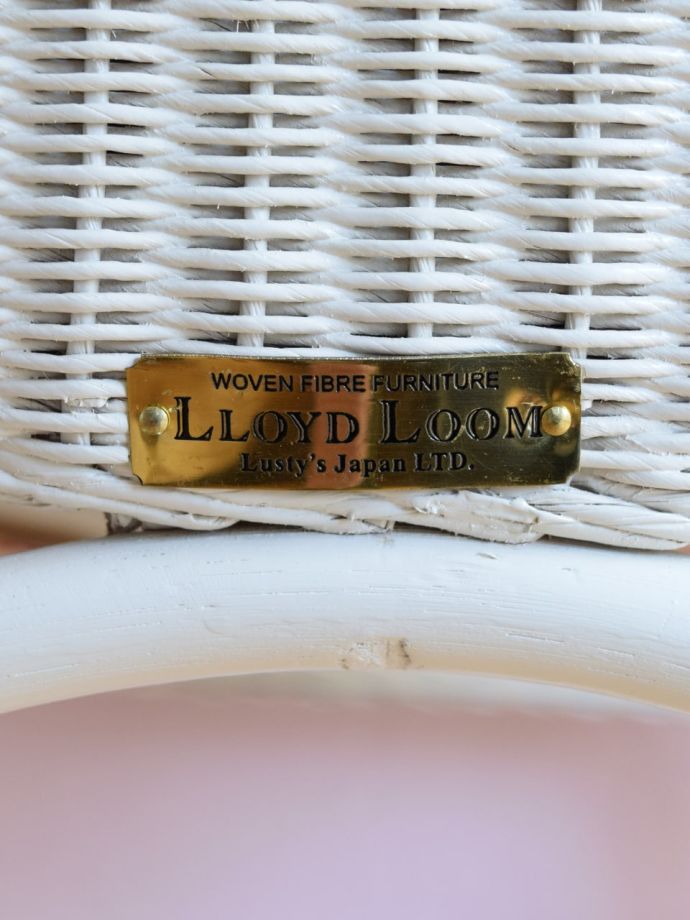 WOVEN FIBRE FURNITURE
LLOYD LOOM
Lusty's Japan LTD.